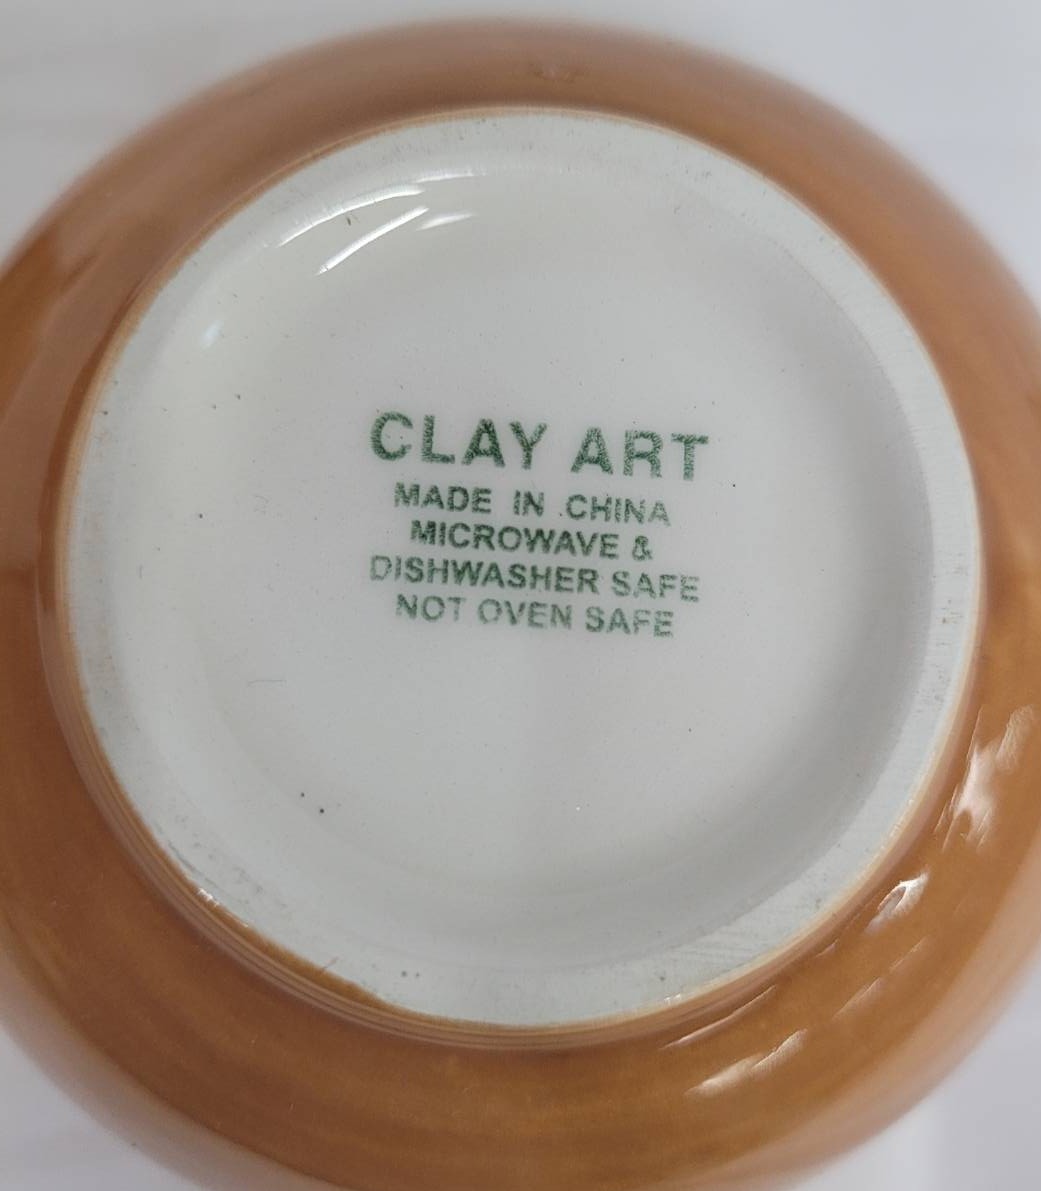 CLAY ART
MADE IN CHINA
MICROWAVE &
DISHWASHER SAFE
NOT OVEN SAFE